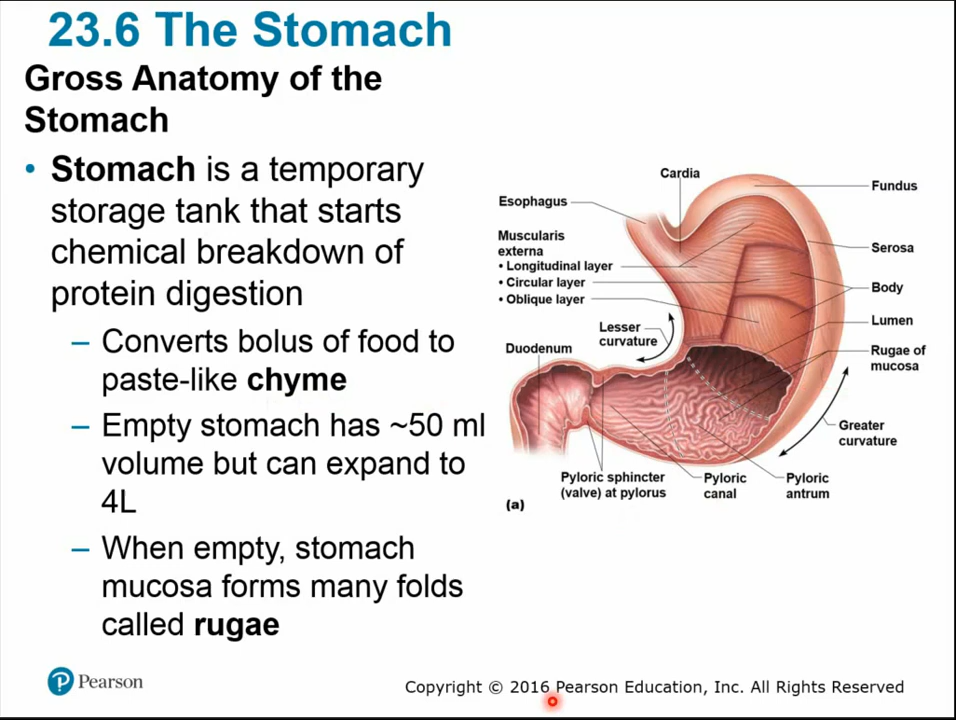 23.6 The Stomach
Gross Anatomy of the
Stomach
• Stomach is a temporary
storage tank that starts
chemical breakdown of
protein digestion
– Converts bolus of food to
paste-like chyme
– Empty stomach has ~50 ml
volume but can expand to
4L
– When empty, stomach
mucosa forms many folds
called rugae
Cardia
Fundus
Esophagus
Serosa
Muscularis
externa
• Longitudinal layer
• Circular layer
• Oblique layer
Body
Lumen
Lesser
curvature
Duodenum
Rugae of
mucosa
Greater
curvature
Pyloric sphincter
(valve) at pylorus
Pyloric
canal
Pyloric
antrum
(a)
P Pearson
Copyright © 2016 Pearson Education, Inc. All Rights Reserved